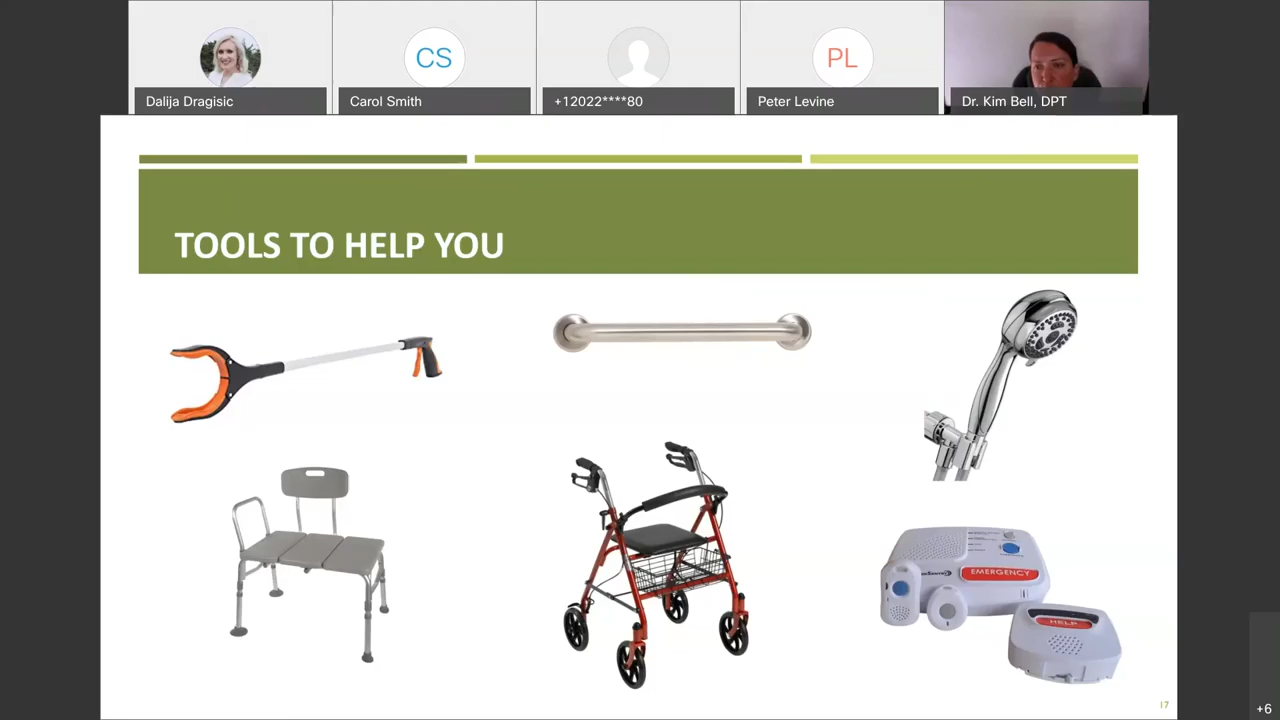 CS
PL
Dalija Dragisic
Carol Smith
+12022****80
Peter Levine
Dr. Kim Bell, DPT
TOOLS TO HELP YOU
EMERGENCY
HELP
17
+6